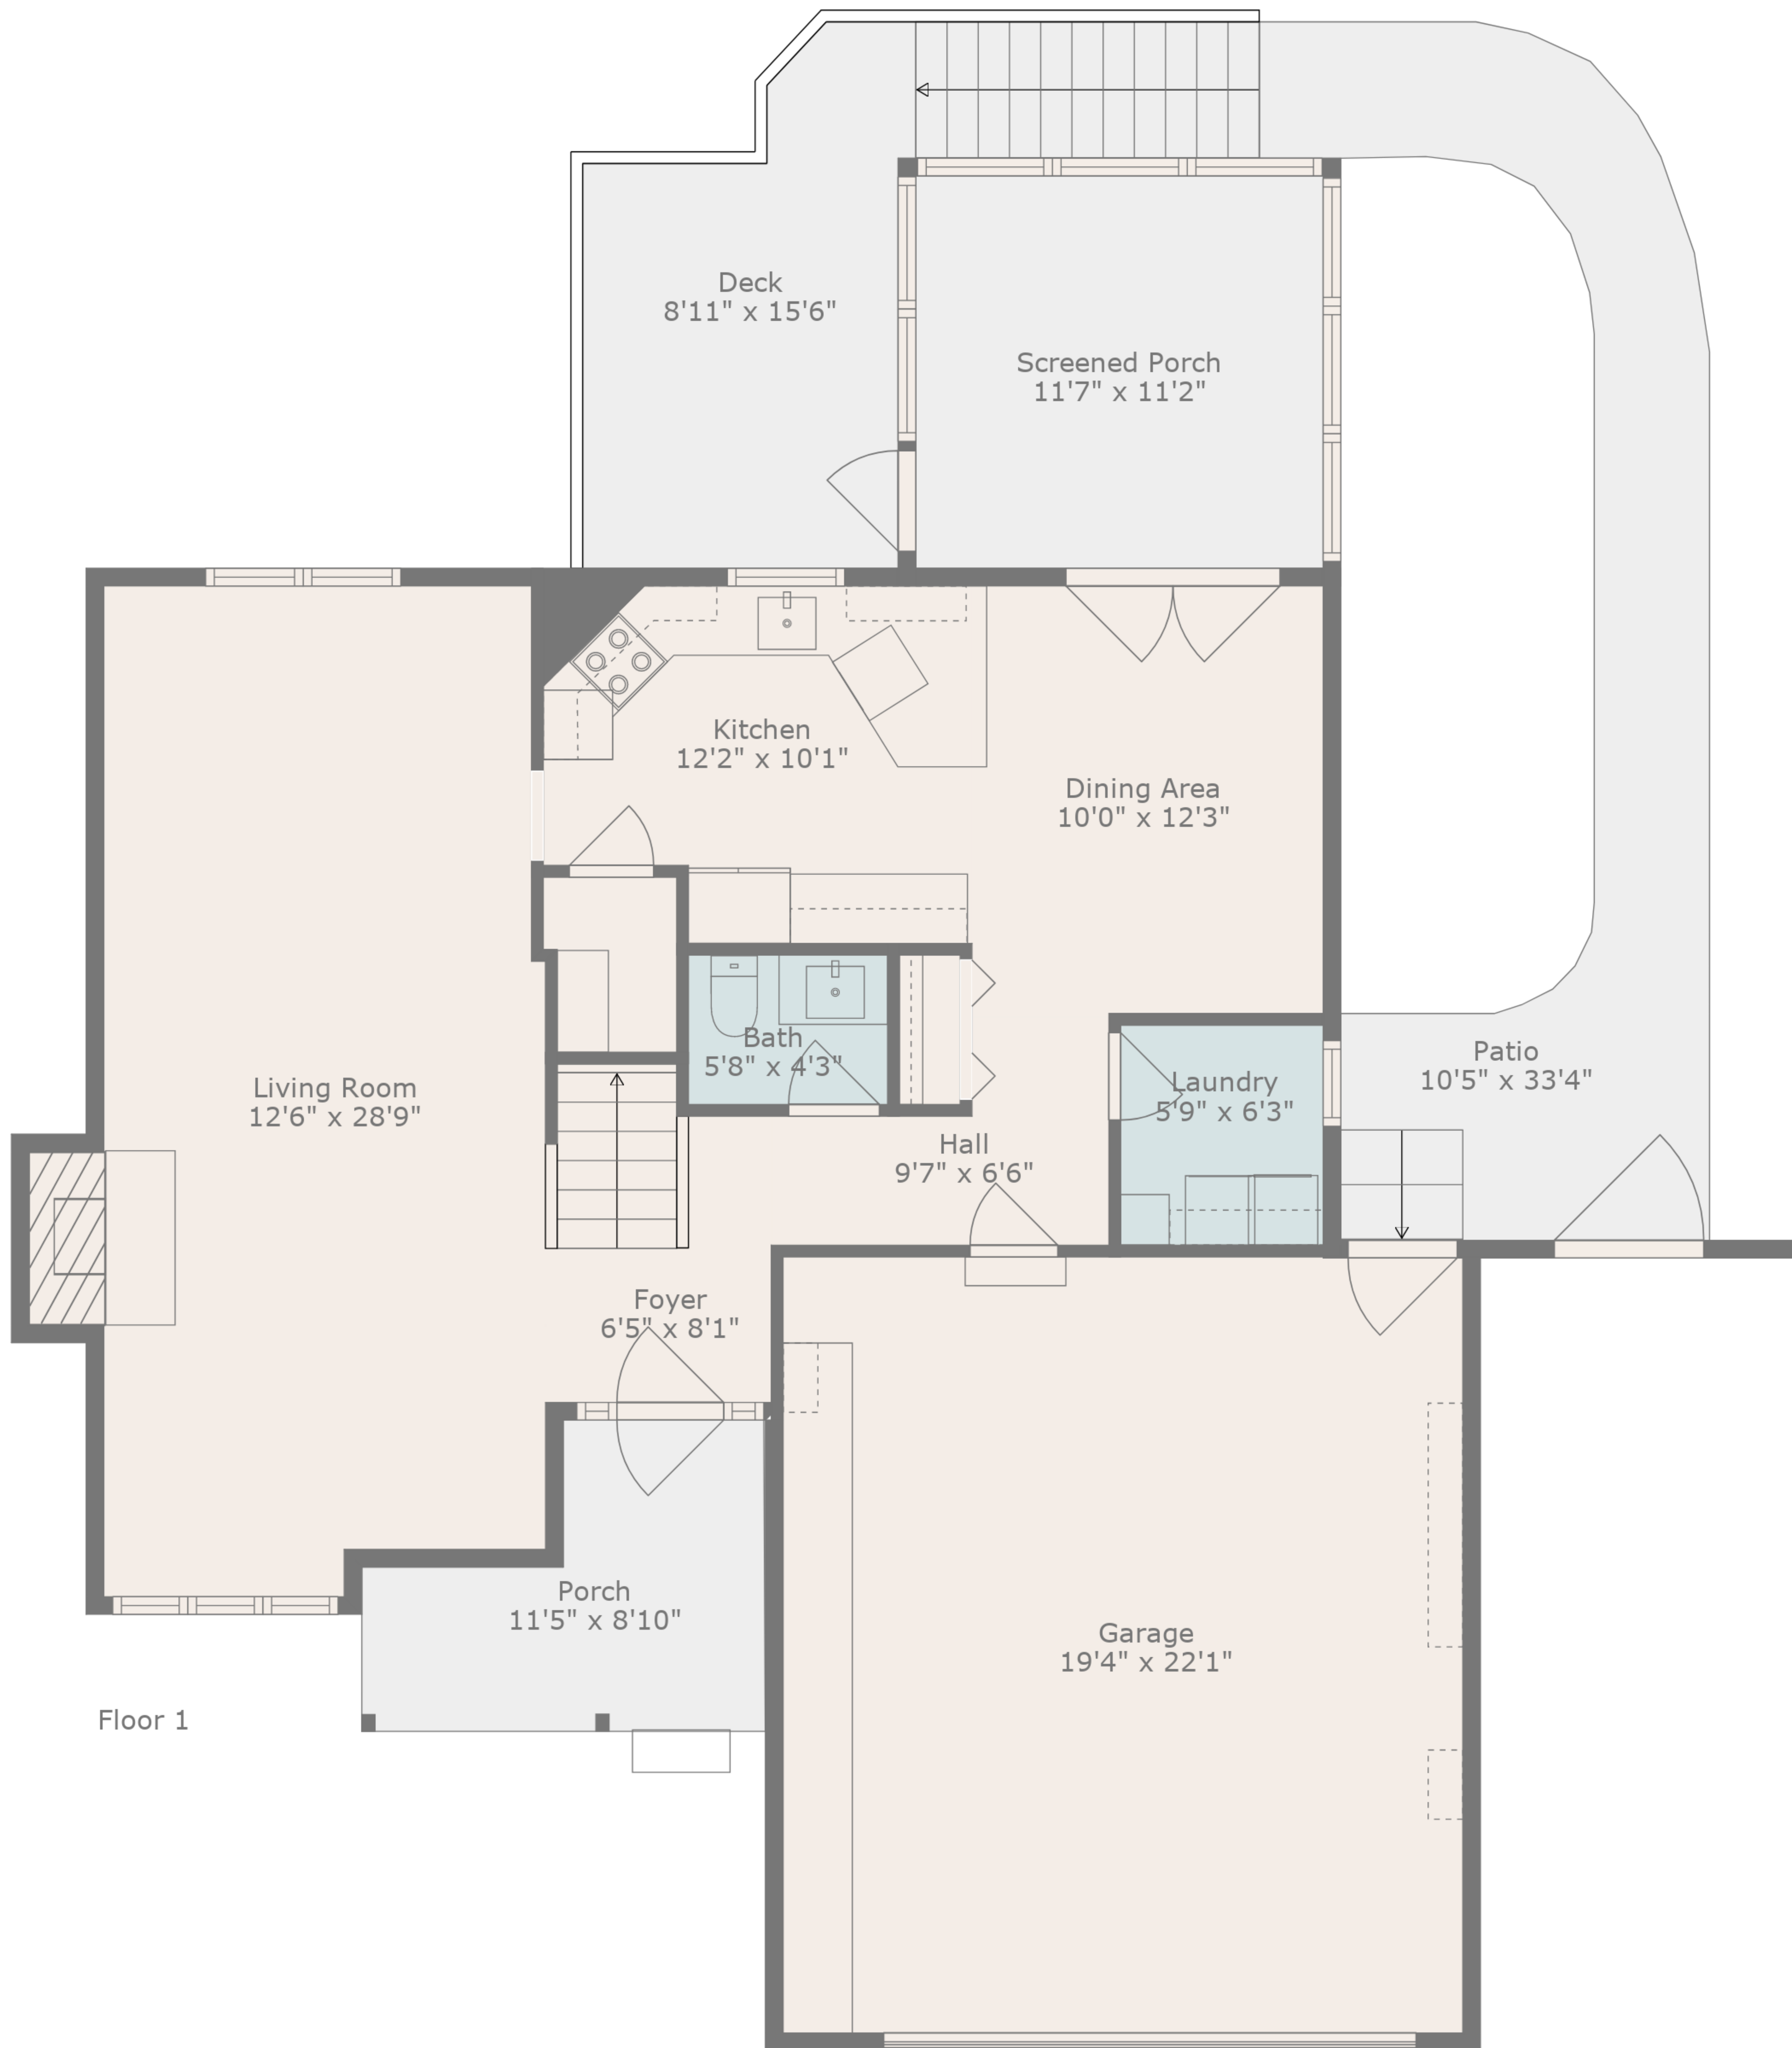 Deck
8'11" x 15'6"
Screened Porch
11'7" x 11'2"
Kitchen
12'2" x 10'1"
Dining Area
10'0" x 12'3"
Bath
5'8" x 4'3"
Laundry
5'9" x 6'3"
Patio
10'5" x 33'4"
Living Room
12'6" x 28'9"
Hall
9'7" x 6'6"
Foyer
6'5" x 8'1"
Porch
11'5" x 8'10"
Garage
19'4" x 22'1"
Floor 1